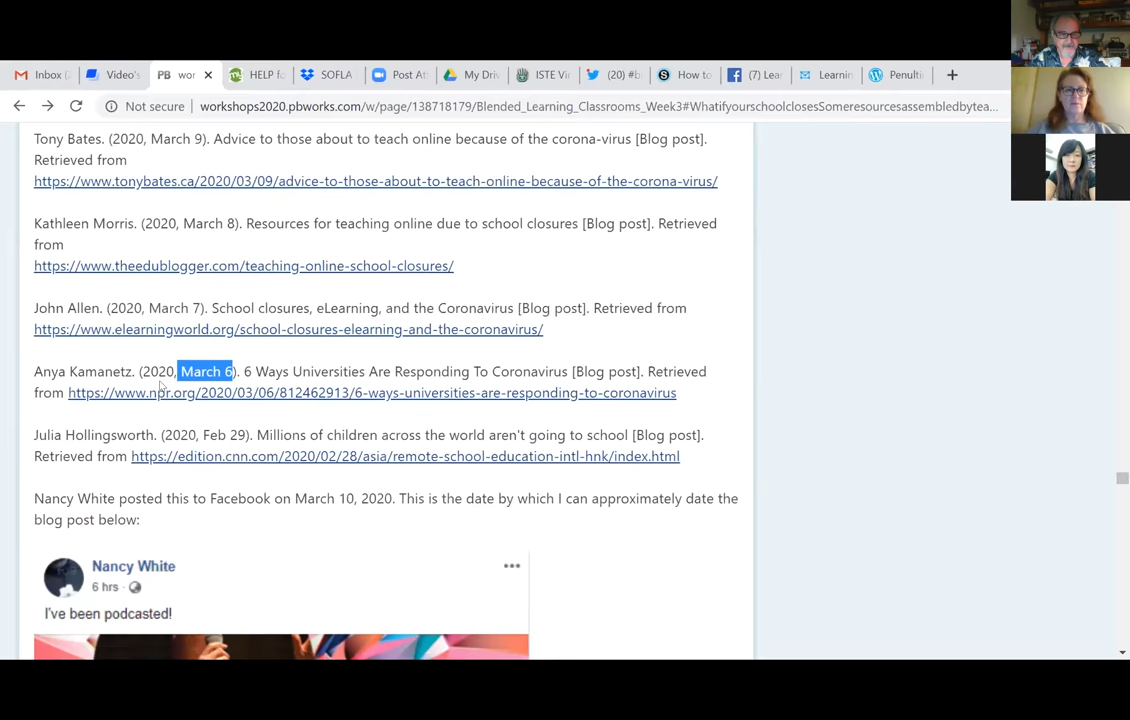 Inbox (2
Video's
PB wor
HELP fo
SOFLA
Post At
My Driv
ISTE Vi
(20) #b
How to
(7) Lea
Learnin
Penulti
Not secure
workshops2020.pbworks.com/w/page/138718179/Blended_Learning_Classrooms_Week3#WhatifyourschoolclosesSomeresourcesassembledbytea...
Tony Bates. (2020, March 9). Advice to those about to teach online because of the corona-virus [Blog post].
Retrieved from
https://www.tonybates.ca/2020/03/09/advice-to-those-about-to-teach-online-because-of-the-corona-virus/
Kathleen Morris. (2020, March 8). Resources for teaching online due to school closures [Blog post]. Retrieved
from
https://www.theedublogger.com/teaching-online-school-closures/
John Allen. (2020, March 7). School closures, eLearning, and the Coronavirus [Blog post]. Retrieved from
https://www.elearningworld.org/school-closures-elearning-and-the-coronavirus/
Anya Kamanetz. (2020, March 6). 6 Ways Universities Are Responding To Coronavirus [Blog post]. Retrieved
from https://www.npr.org/2020/03/06/812462913/6-ways-universities-are-responding-to-coronavirus
Julia Hollingsworth. (2020, Feb 29). Millions of children across the world aren't going to school [Blog post].
Retrieved from https://edition.cnn.com/2020/02/28/asia/remote-school-education-intl-hnk/index.html
Nancy White posted this to Facebook on March 10, 2020. This is the date by which I can approximately date the
blog post below:
Nancy White
6 hrs ·
I've been podcasted!